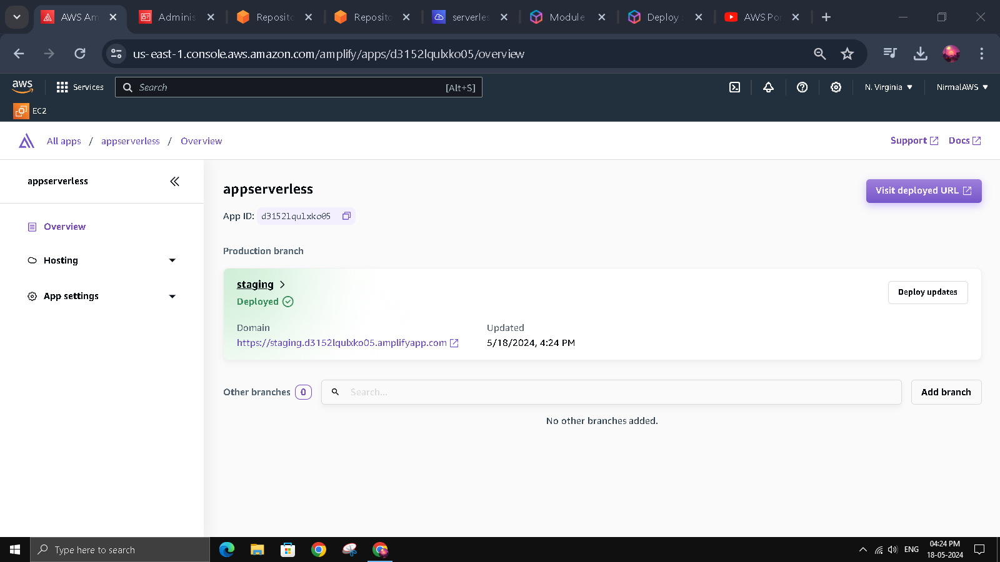 AWS Am
Adminis
Reposito
Reposito
serverles
Module
Deploy
AWS Por
us-east-1.console.aws.amazon.com/amplify/apps/d3152lqulxko05/overview
aws
Services
Search
[Alt+S]
N. Virginia
NirmalAWS
EC2
All apps / appserverless / Overview
Support
Docs
appserverless
Overview
Hosting
App settings
appserverless
Visit deployed URL
App ID: d3152lqulxko05
Production branch
staging
Deployed
Deploy updates
Domain
https://staging.d3152lqulxko05.amplifyapp.com
Updated
5/18/2024, 4:24 PM
Other branches 0
Search...
Add branch
No other branches added.
Type here to search
ENG
04:24 PM
18-05-2024